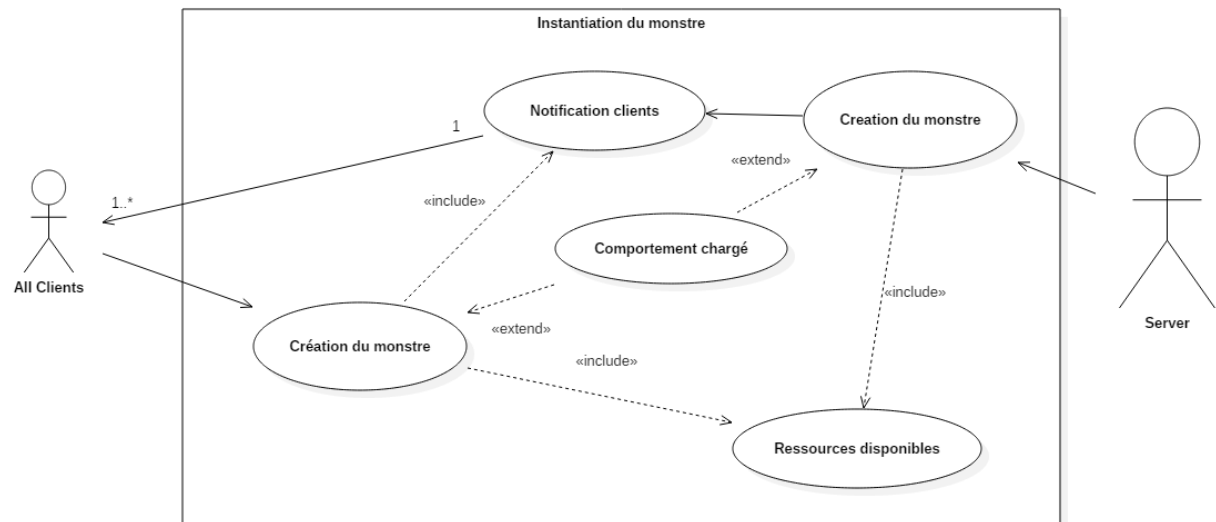 Instantiation du monstre
Notification clients
Creation du monstre
1
«extend»
1..*
«include»
Comportement chargé
All Clients
«include»
Server
«extend»
Création du monstre
«include»
Ressources disponibles